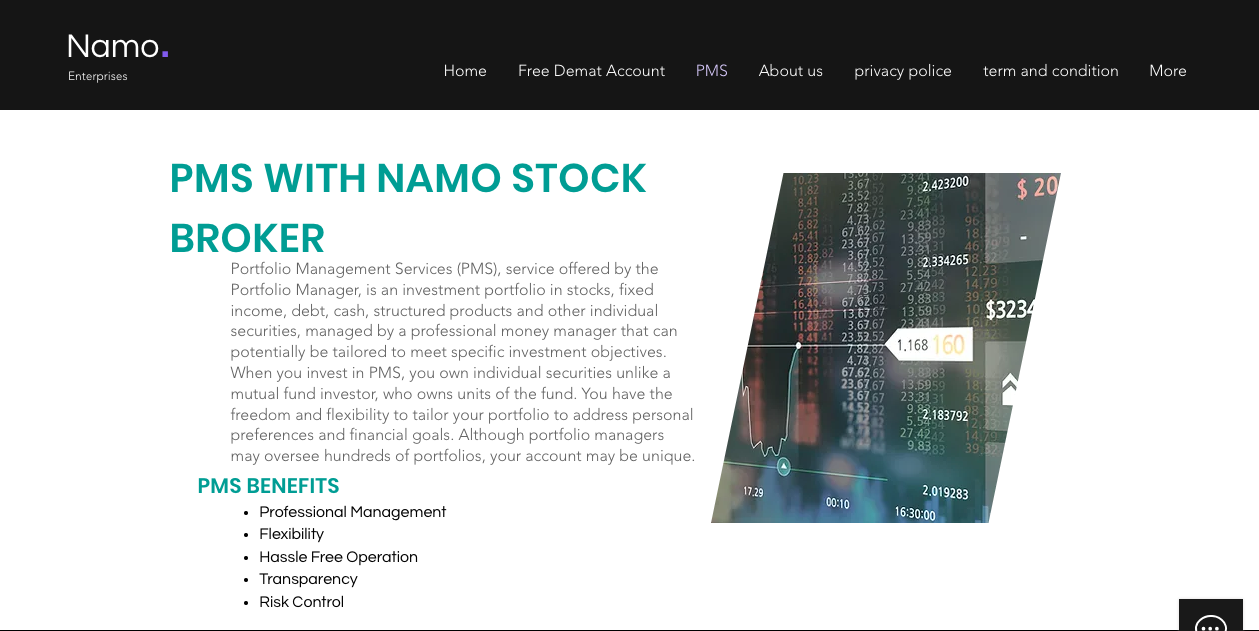 Namo.
Enterprises
Home Free Demat Account PMS About us privacy police term and condition More
PMS WITH NAMO STOCK
BROKER
Portfolio Management Services (PMS), service offered by the
Portfolio Manager, is an investment portfolio in stocks, fixed
income, debt, cash, structured products and other individual
securities, managed by a professional money manager that can
potentially be tailored to meet specific investment objectives.
When you invest in PMS, you own individual securities unlike a
mutual fund investor, who owns units of the fund. You have the
freedom and flexibility to tailor your portfolio to address personal
preferences and financial goals. Although portfolio managers
may oversee hundreds of portfolios, your account may be unique.
PMS BENEFITS
• Professional Management
• Flexibility
• Hassle Free Operation
• Transparency
• Risk Control
2.423200
$ 20
2.334265
$3234
1.168 160
2.183792
2.019283
17.29
00:10
16:30:00